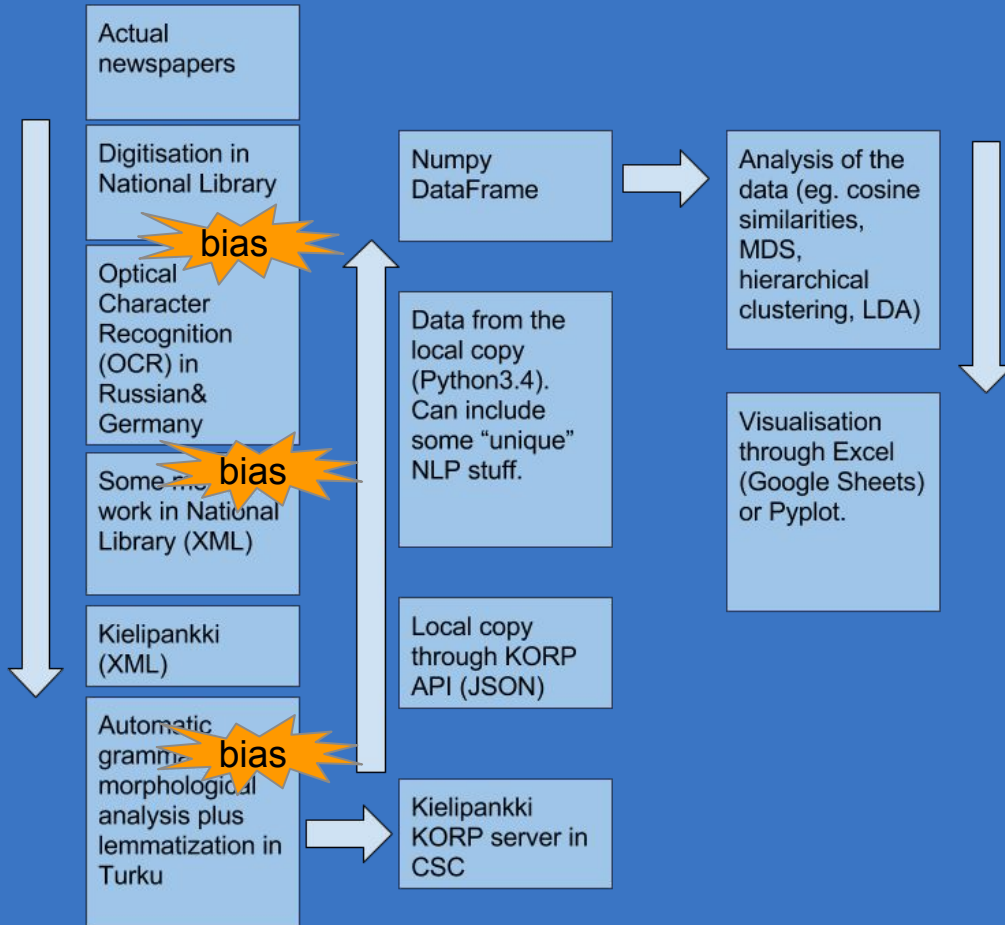 Actual
newspapers
Digitisation in
National Library
bias
Optical
Character
Recognition
(OCR) in
Russian&
Germany
bias
Some
work in National
Library (XML)
Kielipankki
(XML)
Automatic
bias
morphological
analysis plus
lemmatization in
Turku
Kielipankki
KORP server in
CSC
Local copy
through KORP
API (JSON)
Data from the
local copy
(Python3.4).
Can include
some “unique”
NLP stuff.
Numpy
DataFrame
Analysis of the
data (eg. cosine
similarities,
MDS,
hierarchical
clustering, LDA)
Visualisation
through Excel
(Google Sheets)
or Pyplot.